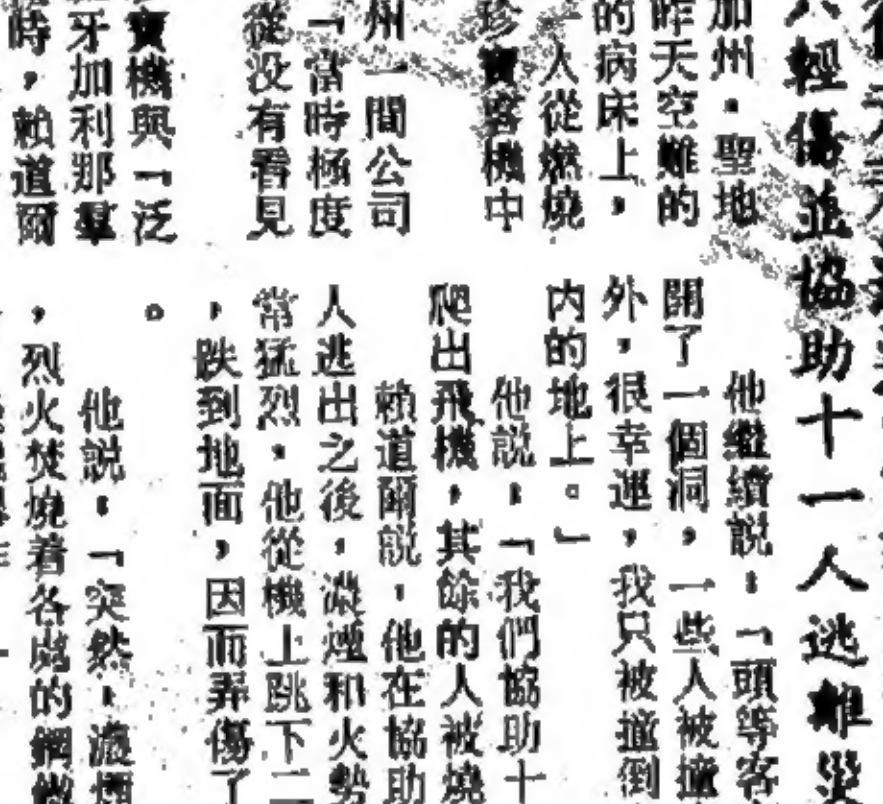 人輕傷並協助十一人逃離災
加州・聖地
昨天空難的
的病床上，
一人從燃燒
珍寶客機中
州一間公司
「當時極度
從没有看見
寶機與「泛
牙加利那羣
時，賴道爾
他繼續說：「頭等客
開了一個洞，一些人被撞
外，很幸運，我只被撞倒
内的地上。」
他說：「我們協助十
爬出飛機，其餘的人被燒
賴道爾說，他在協助
人逃出之後，濃煙和火勢
常猛烈，他從機上跳下二
，跌到地面，因而弄傷了
。
他説：「突然，濃煙
，烈火焚燒着各處的鋼